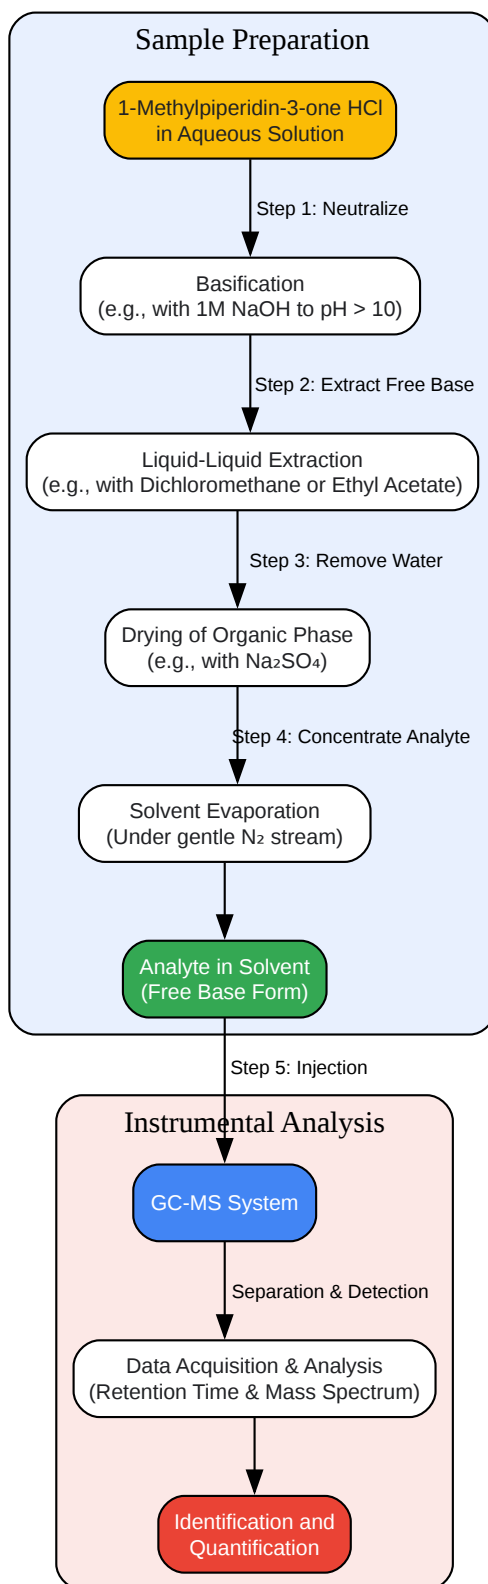 Sample Preparation
1-Methylpiperidin-3-one HCl
in Aqueous Solution
Step 1: Neutralize
Basification
(e.g., with 1M NaOH to pH > 10)
Step 2: Extract Free Base
Liquid-Liquid Extraction
(e.g., with Dichloromethane or Ethyl Acetate)
Step 3: Remove Water
Drying of Organic Phase
(e.g., with Na₂SO₄)
Step 4: Concentrate Analyte
Solvent Evaporation
(Under gentle N₂ stream)
Analyte in Solvent
(Free Base Form)
Step 5: Injection
Instrumental Analysis
GC-MS System
Separation & Detection
Data Acquisition & Analysis
(Retention Time & Mass Spectrum)
Identification and
Quantification